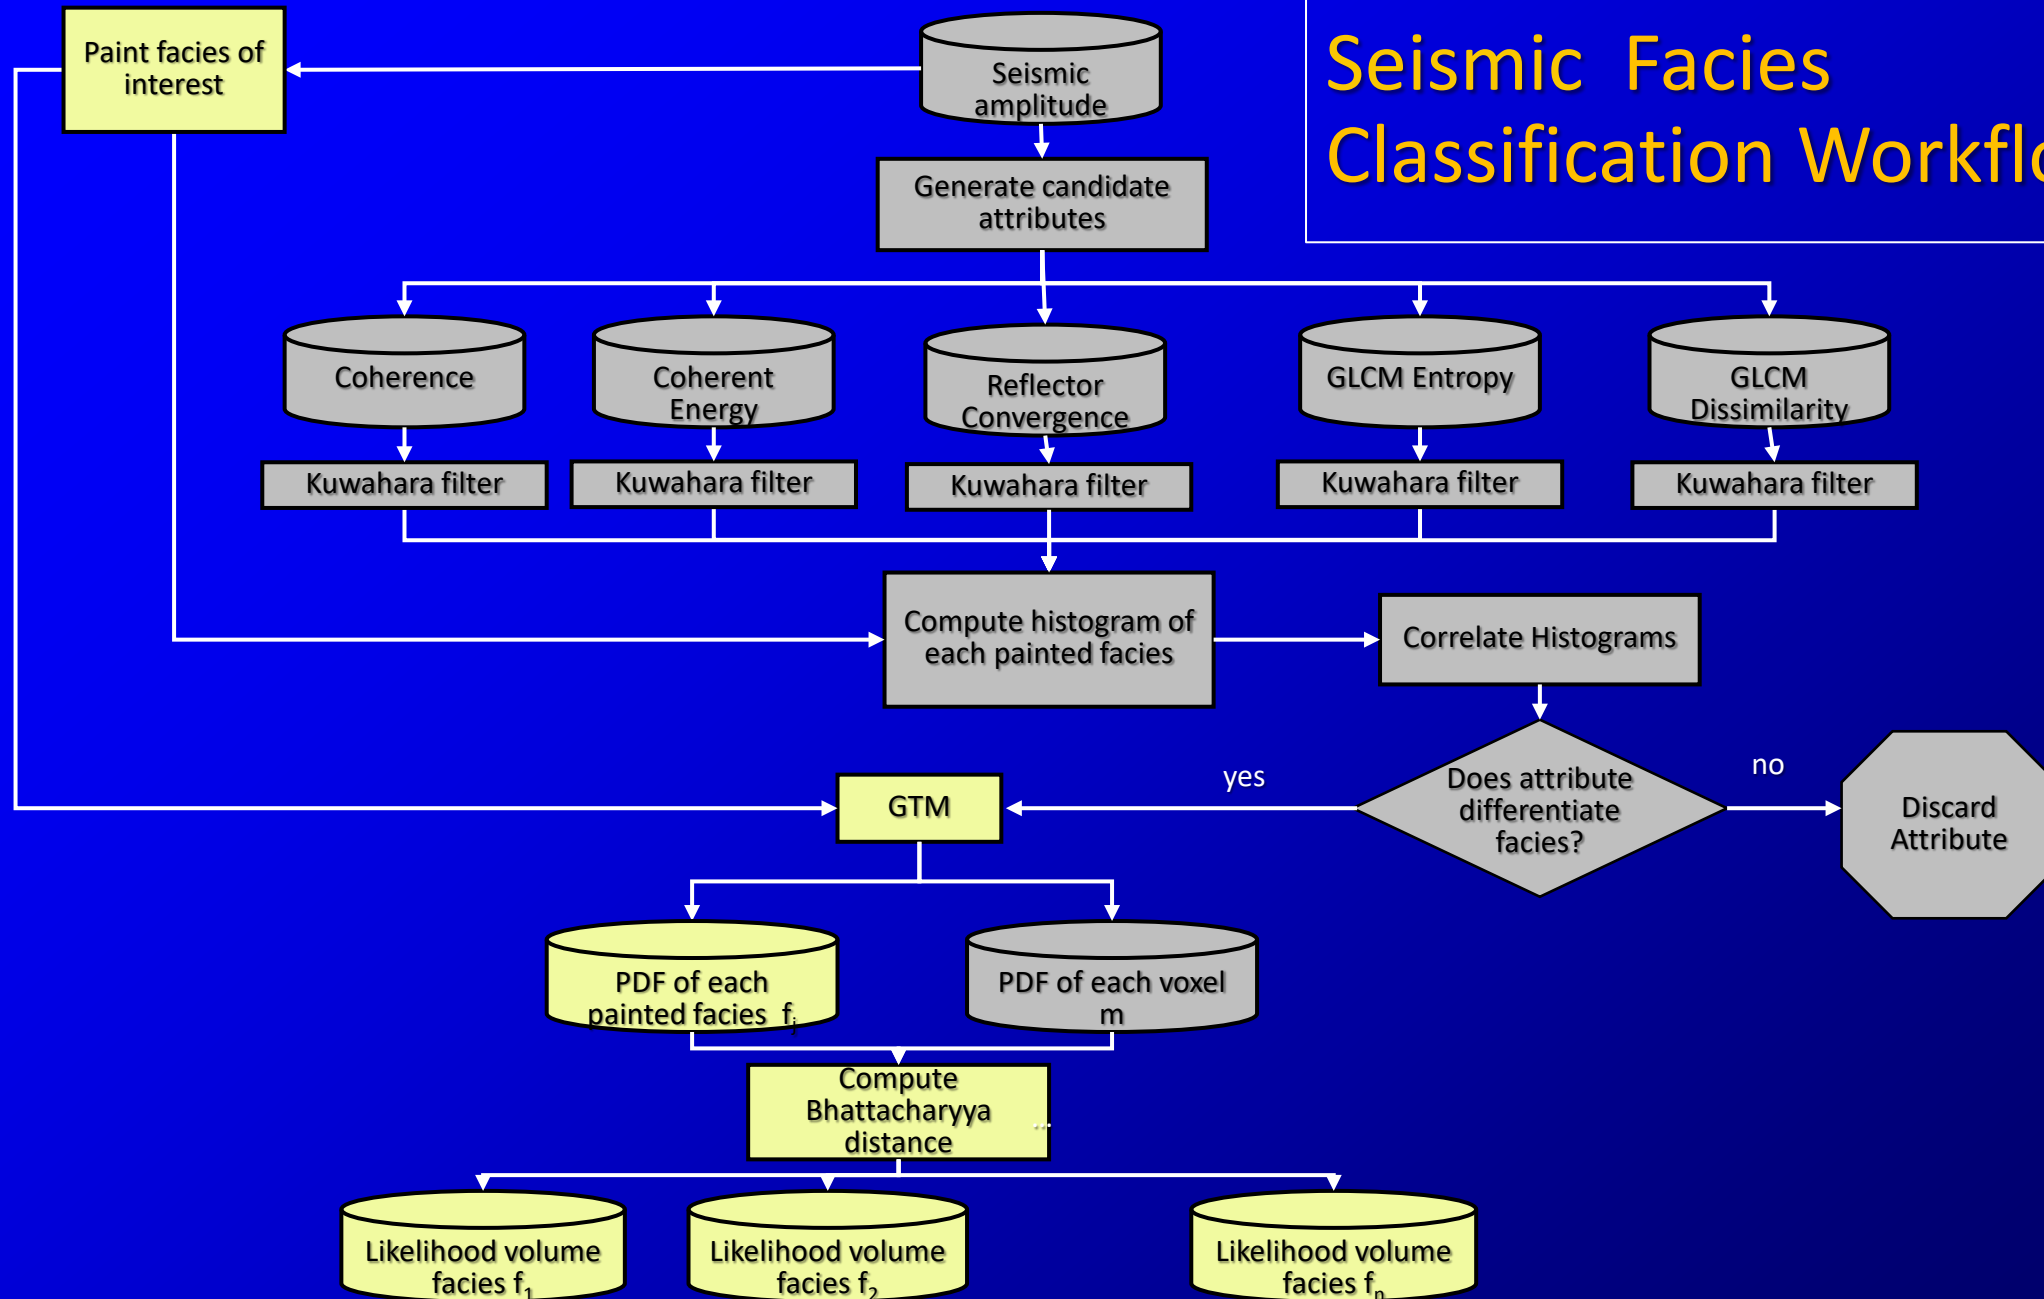 Seismic Facies
Classification Workflo
Paint facies of
interest
Seismic
amplitude
Generate candidate
attributes
Coherence
Coherent
Energy
Reflector
Convergence
GLCM Entropy
GLCM
Dissimilarity
Kuwahara filter
Kuwahara filter
Kuwahara filter
Kuwahara filter
Kuwahara filter
Compute histogram of
each painted facies
Correlate Histograms
Does attribute
differentiate
facies?
yes
no
Discard
Attribute
GTM
PDF of each
painted facies fj
PDF of each voxel
m
Compute
Bhattacharyya
distance
...
Likelihood volume
facies f1
Likelihood volume
facies f2
Likelihood volume
facies fn